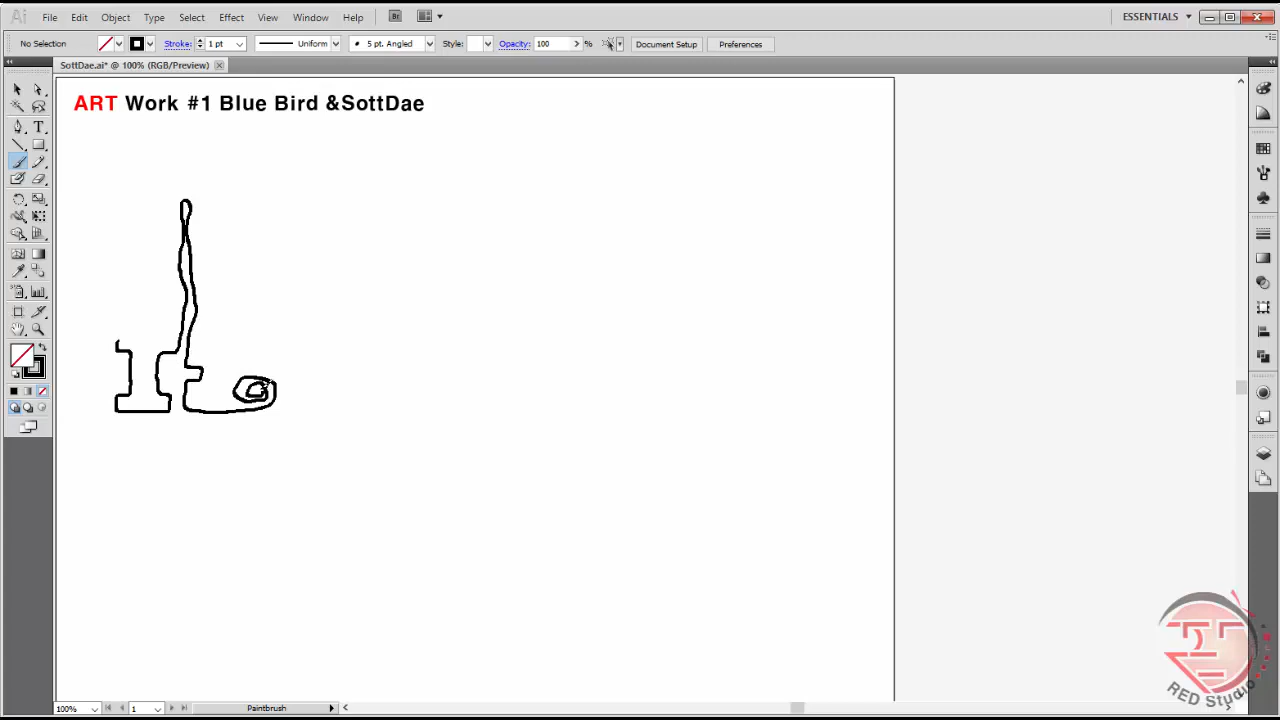 Ai File Edit Object Type Select Effect View Window Help Br ESSENTIALS
No Selection Stroke: 1 pt Uniform 5 pt. Angled Style: Opacity: 100 % Document Setup Preferences
SottDae.ai* @ 100% (RGB/Preview)
ART Work #1 Blue Bird &SottDae
RED Studio
100% 1 Paintbrush